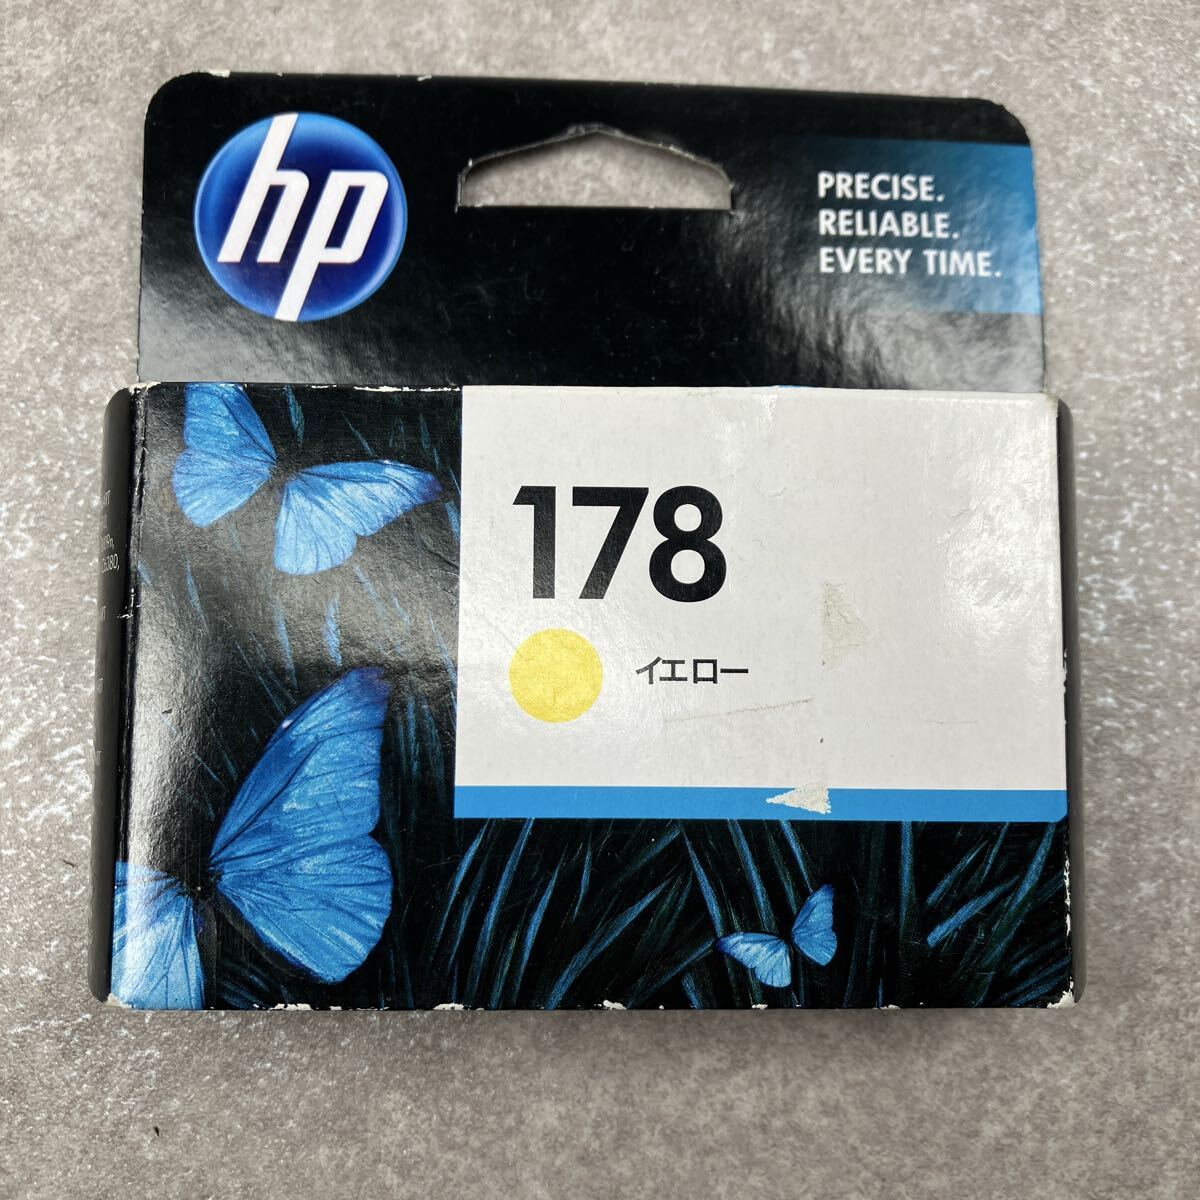 hp
PRECISE.
RELIABLE.
EVERY TIME.
178
イエロー